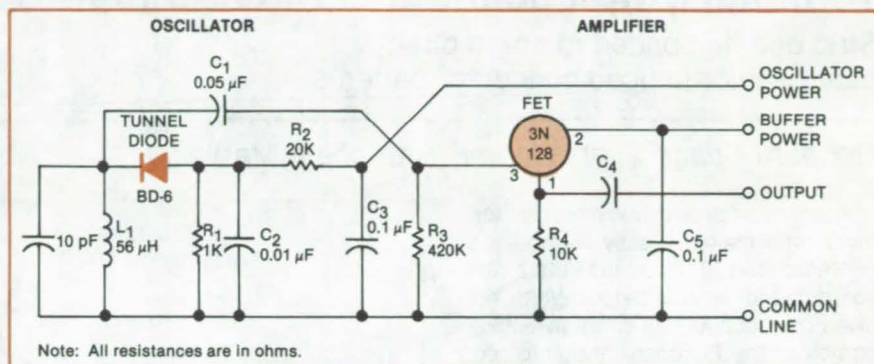 OSCILLATOR
AMPLIFIER
C1
0.05 µF
TUNNEL
DIODE
BD-6
R2
20K
FET
3N
128
2
3
1
C4
OSCILLATOR
POWER
BUFFER
POWER
OUTPUT
10 pF
L1
56 µH
R1
1K
C2
0.01 µF
C3
0.1 µF
R3
420K
R4
10K
C5
0.1 µF
COMMON
LINE
Note: All resistances are in ohms.